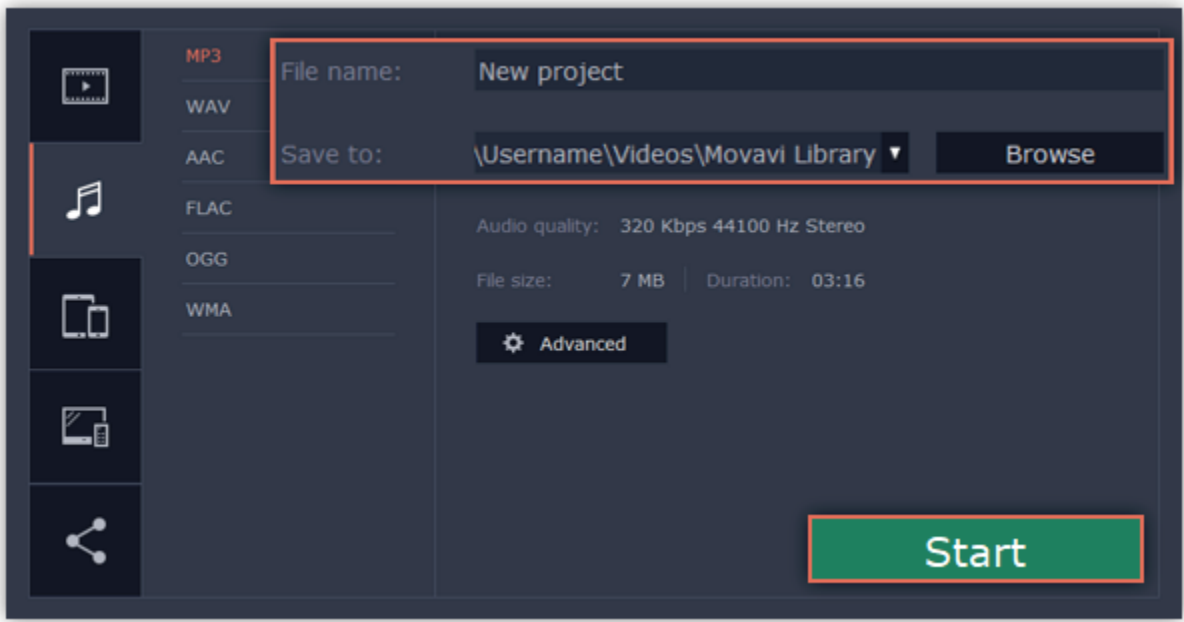 MP3
WAV
AAC
FLAC
OGG
WMA
File name: New project
Save to: \Username\Videos\Movavi Library ▼ Browse
Audio quality: 320 Kbps 44100 Hz Stereo
File size: 7 MB Duration: 03:16
Advanced
Start